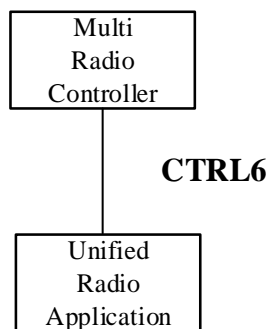 Multi
Radio
Controller
CTRL6
Unified
Radio
Application